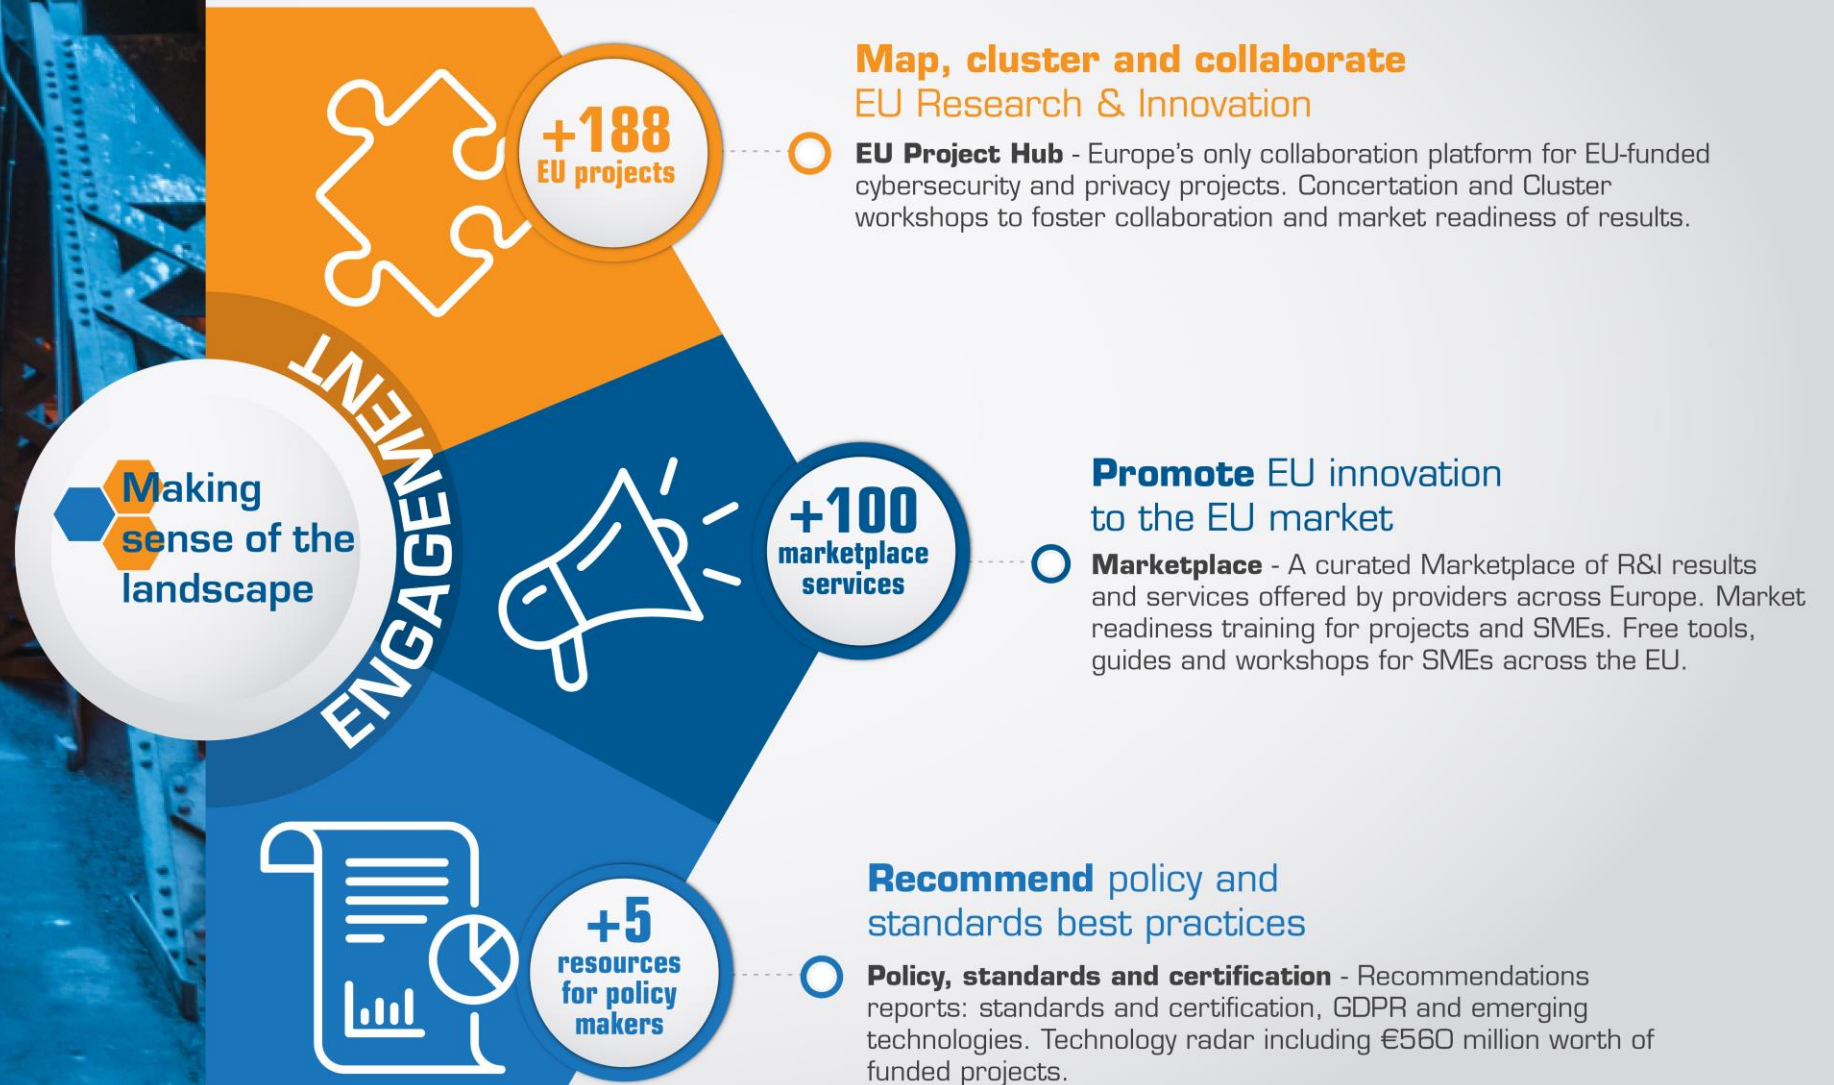 Making
sense of the
landscape
ENGAGEMENT
+188
EU projects
Map, cluster and collaborate
EU Research & Innovation
EU Project Hub - Europe's only collaboration platform for EU-funded
cybersecurity and privacy projects. Concertation and Cluster
workshops to foster collaboration and market readiness of results.
+100
marketplace
services
Promote EU innovation
to the EU market
Marketplace - A curated Marketplace of R&I results
and services offered by providers across Europe. Market
readiness training for projects and SMEs. Free tools,
guides and workshops for SMEs across the EU.
+5
resources
for policy
makers
Recommend policy and
standards best practices
Policy, standards and certification - Recommendations
reports: standards and certification, GDPR and emerging
technologies. Technology radar including €560 million worth of
funded projects.